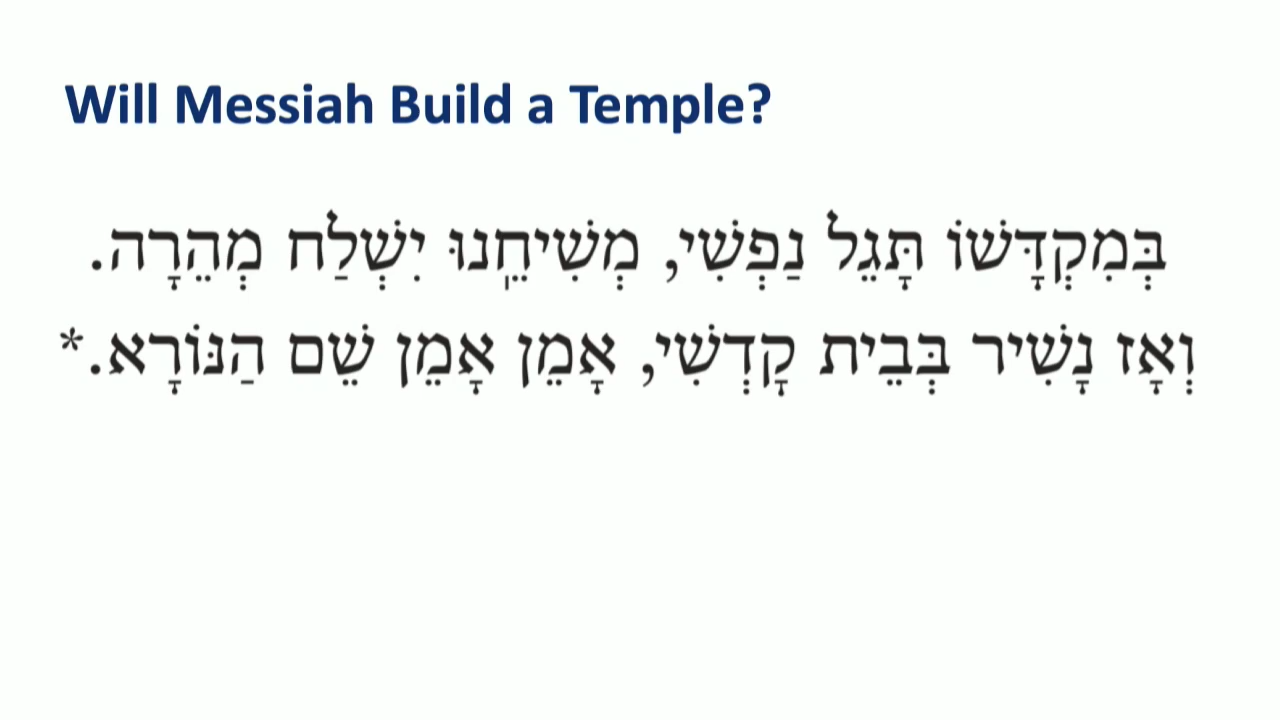 Will Messiah Build a Temple?
בְּמִקְדָּשׁוֹ תָּגֵל נַפְשִׁי, מְשִׁיחֵֽנוּ יִשְׁלַח מְהֵרָה.
וְאָז נָשִׁיר בְּבֵית קָדְשִׁי, אָמֵן אָמֵן שֵׁם הַנּוֹרָא.*